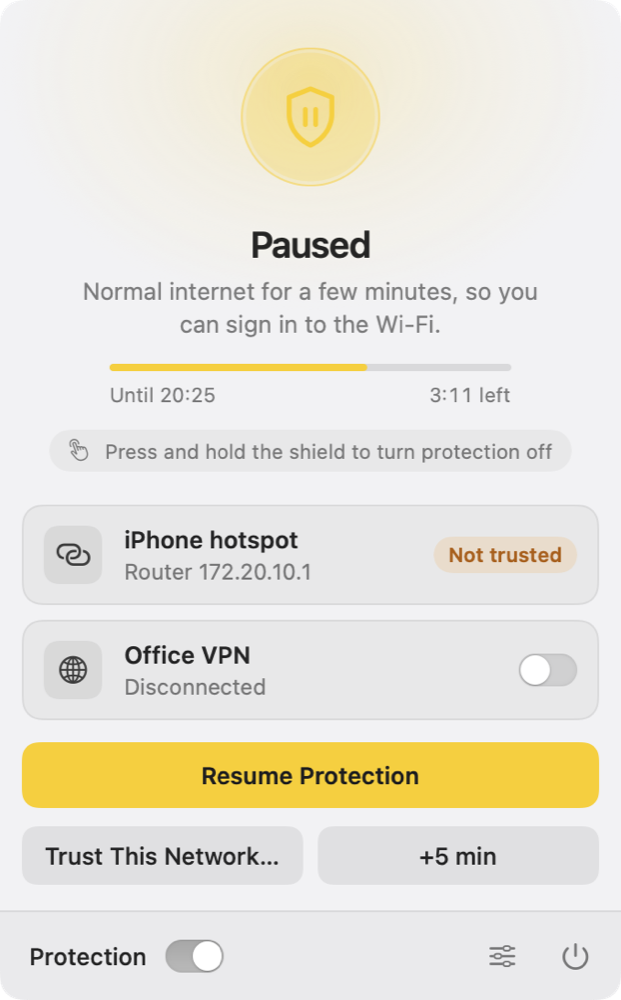 Paused
Normal internet for a few minutes, so you
can sign in to the Wi-Fi.
Until 20:25
3:11 left
Press and hold the shield to turn protection off
iPhone hotspot
Router 172.20.10.1
Not trusted
Office VPN
Disconnected
Resume Protection
Trust This Network...
+5 min
Protection